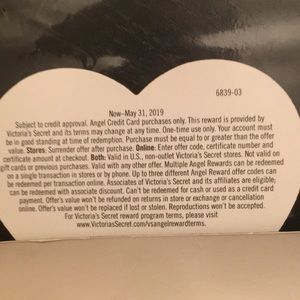 6839-03
Now–May 31, 2019
Subject to credit approval. Angel Credit Card purchases only. This reward is provided by
Victoria's Secret and its terms may change at any time. One-time use only. Your account must
be in good standing at time of redemption. Purchase must be equal to or greater than the offer
value. Stores: Surrender offer after purchase. Online: Enter offer code, certificate number and
certificate amount at checkout. Both: Valid in U.S., non-outlet Victoria's Secret stores. Not valid on
gift cards or previous purchases. Valid with any other offer. Multiple Angel Rewards can be redeemed
on a single transaction in stores or by phone. Up to three different Angel Reward offer codes can
be redeemed per transaction online. Associates of Victoria's Secret and its affiliates are eligible;
can be redeemed with associate discount. Can't be redeemed for cash or used as a credit card
payment. Offer's value won't be refunded on returns in store or exchange or cancellation
online. Offer's value won't be replaced if lost or stolen. Reproductions won't be accepted.
For Victoria's Secret reward program terms, please visit
www.VictoriasSecret.com/vsangelrewardterms.